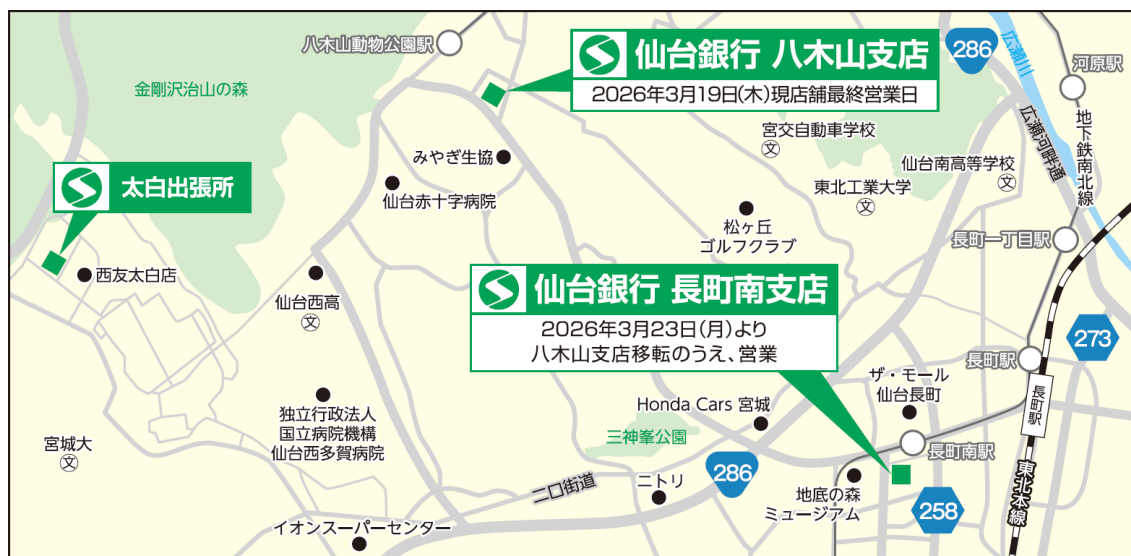 八木山動物公園駅
仙台銀行 八木山支店
2026年3月19日(木)現店舗最終営業日
286
広瀬川
河原駅
金剛沢治山の森
宮交自動車学校
文
地下鉄南北線
広瀬河畔通
みやぎ生協
仙台南高等学校
文
太白出張所
仙台赤十字病院
東北工業大学
文
松ヶ丘
ゴルフクラブ
長町一丁目駅
西友太白店
仙台西高
文
仙台銀行 長町南支店
2026年3月23日(月)より
八木山支店移転のうえ、営業
273
長町駅
ザ・モール
仙台長町
長町駅
独立行政法人
国立病院機構
仙台西多賀病院
Honda Cars 宮城
宮城大
文
三神峯公園
長町南駅
286
東北本線
二口街道
ニトリ
地底の森
ミュージアム
258
イオンスーパーセンター